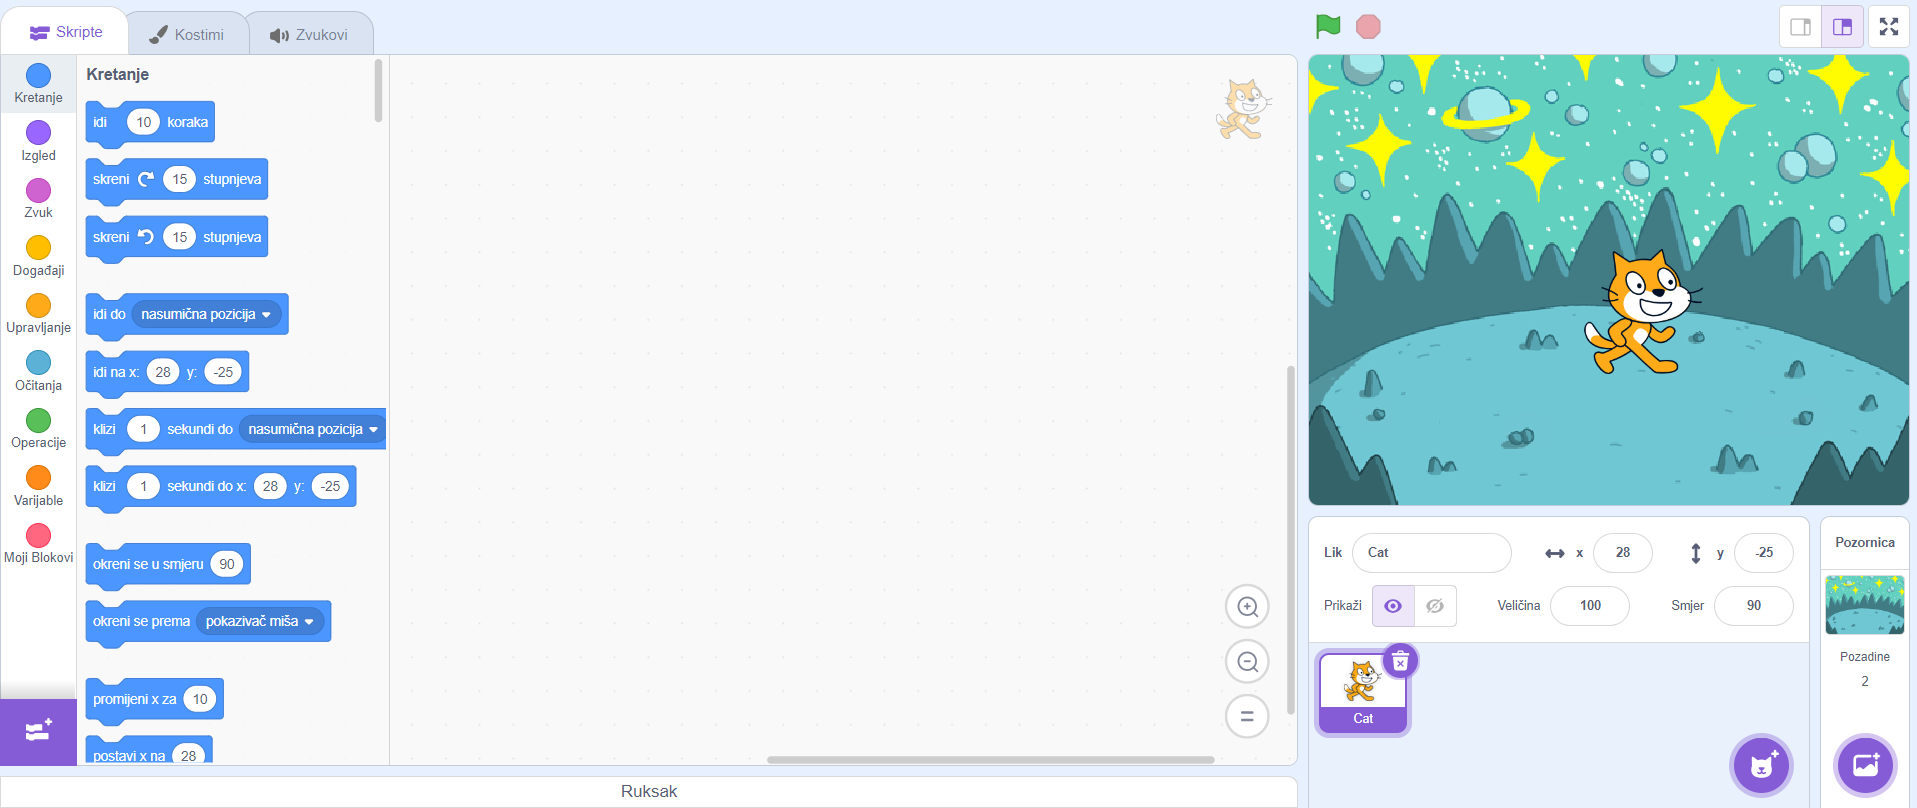 Skripte
Kostimi
Zvukovi
Kretanje
Izgled
Zvuk
Događaji
Upravljanje
Očitanja
Operacije
Varijable
Moji Blokovi
Kretanje
idi 10 koraka
skreni 15 stupnjeva
skreni 15 stupnjeva
idi do nasumična pozicija
idi na x: 28 y: -25
klizi 1 sekundi do nasumična pozicija
klizi 1 sekundi do x: 28 y: -25
okreni se u smjeru 90
okreni se prema pokazivač miša
promijeni x za 10
postavi x na 28
Ruksak
Lik Cat x 28 y -25
Prikaži Veličina 100 Smjer 90
Cat
Pozornica
Pozadine
2